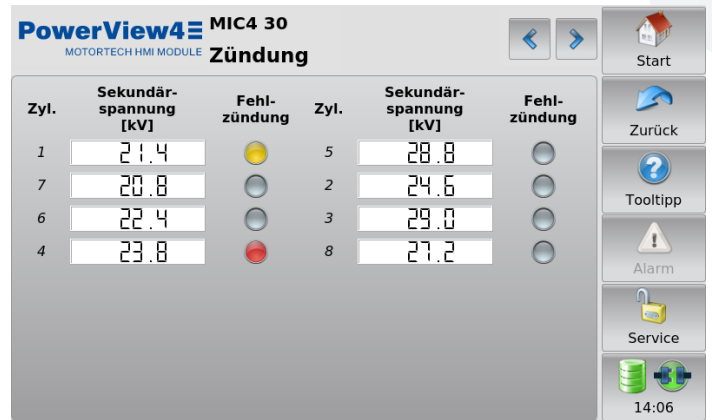 PowerView4
MOTORTECH HMI MODULE
MIC4 30
Zündung
Zyl.
Sekundär-
spannung
[kV]
Fehl-
zündung
Zyl.
Sekundär-
spannung
[kV]
Fehl-
zündung
1 21.4 5 28.8
7 20.8 2 24.6
6 22.4 3 29.0
4 23.8 8 27.2
Start
Zurück
Tooltipp
Alarm
Service
14:06